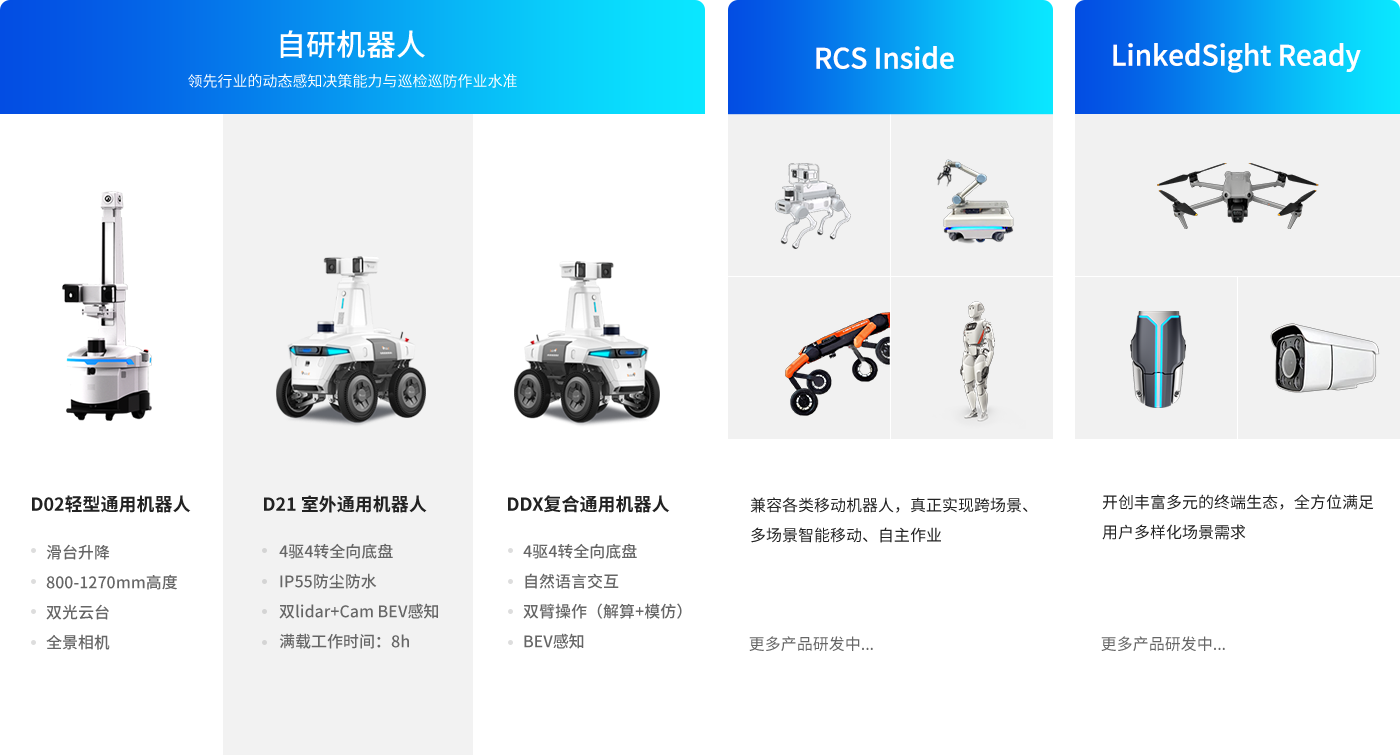 自研机器人
领先行业的动态感知决策能力与巡检巡防作业水准
D02轻型通用机器人
滑台升降
800-1270mm高度
双光云台
全景相机
D21 室外通用机器人
4驱4转全向底盘
IP55防尘防水
双lidar+Cam BEV感知
满载工作时间：8h
DDX复合通用机器人
4驱4转全向底盘
自然语言交互
双臂操作（解算+模仿）
BEV感知
RCS Inside
兼容各类移动机器人，真正实现跨场景、
多场景智能移动、自主作业
更多产品研发中...
LinkedSight Ready
开创丰富多元的终端生态，全方位满足
用户多样化场景需求
更多产品研发中...